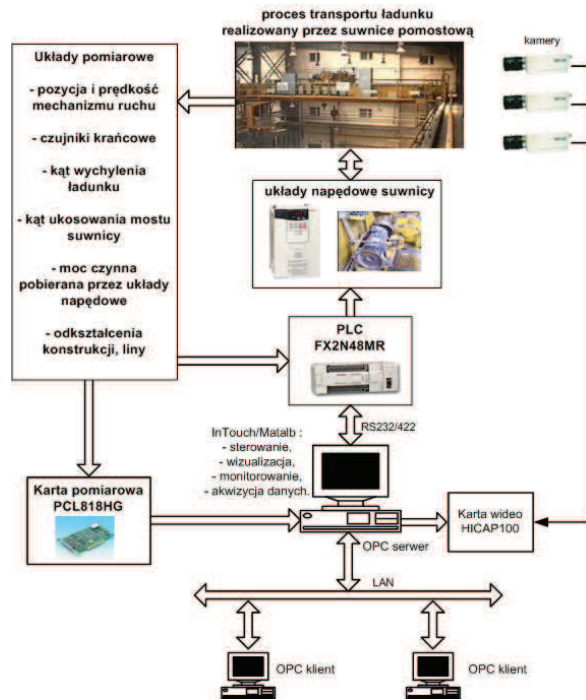 proces transportu ładunku
realizowany przez suwnice pomostową
kamery
Układy pomiarowe
- pozycja i prędkość
mechanizmu ruchu
- czujniki krańcowe
- kąt wychylenia
ładunku
- kąt ukosowania mostu
suwnicy
- moc czynna
pobierana przez układy
napędowe
- odkształcenia
konstrukcji, liny
układy napędowe suwnicy
PLC
FX2N48MR
RS232/422
InTouch/Matalb :
- sterowanie,
- wizualizacja,
- monitorowanie,
- akwizycja danych.
Karta pomiarowa
PCL818HG
Karta wideo
HICAP100
OPC serwer
LAN
OPC klient
OPC klient